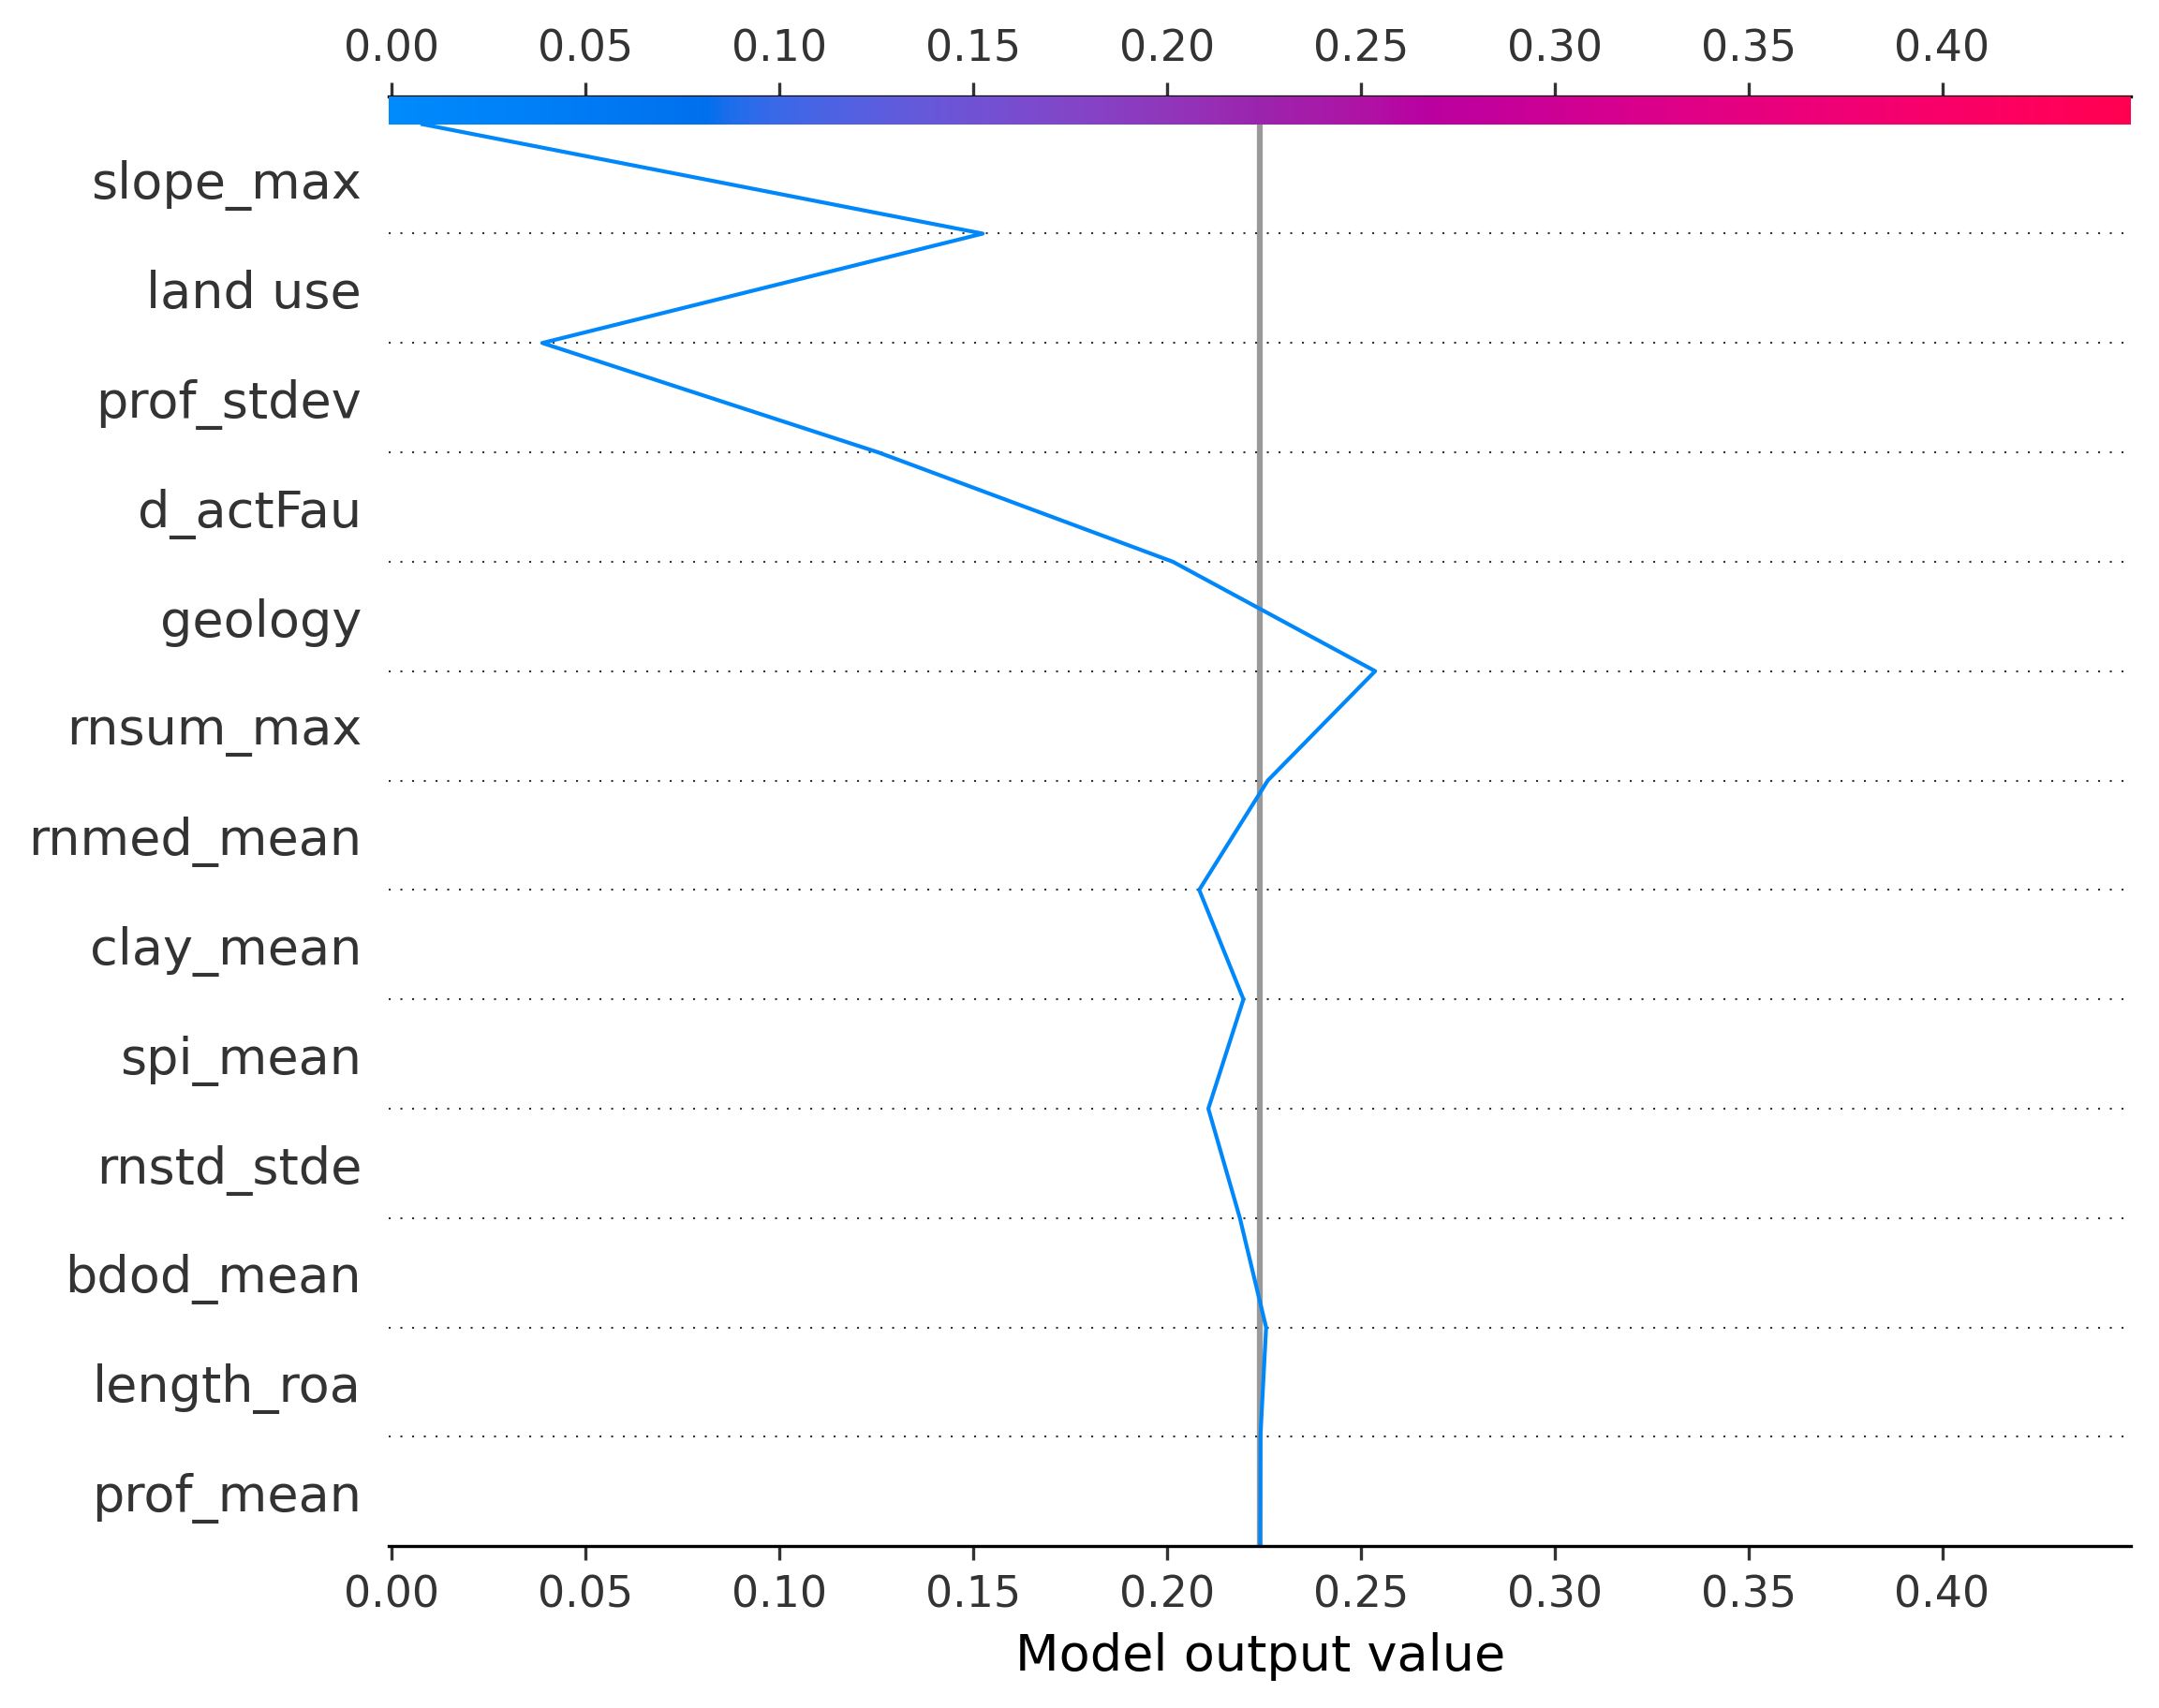 0.00 0.05 0.10 0.15 0.20 0.25 0.30 0.35 0.40
slope_max
land use
prof_stdev
d_actFau
geology
rnsum_max
rnmed_mean
clay_mean
spi_mean
rnstd_stde
bdod_mean
length_roa
prof_mean
0.00 0.05 0.10 0.15 0.20 0.25 0.30 0.35 0.40
Model output value